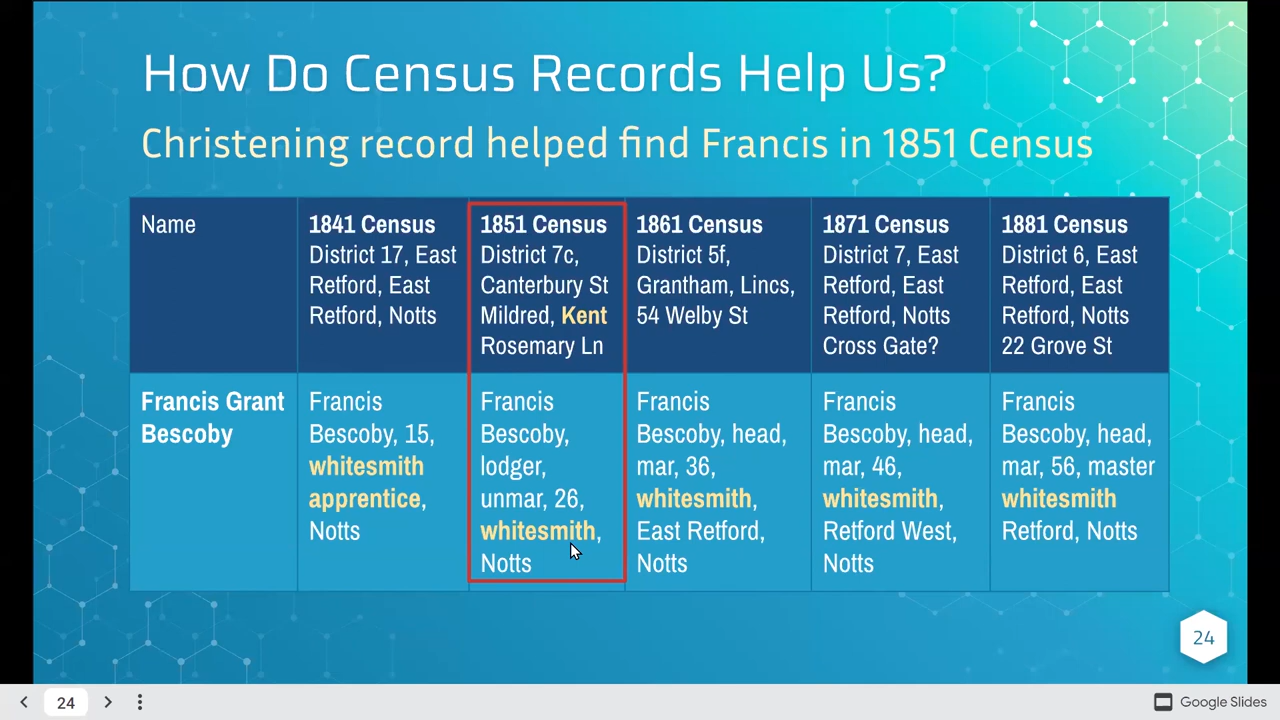 How Do Census Records Help Us?
Christening record helped find Francis in 1851 Census
Name
1841 Census
District 17, East
Retford, East
Retford, Notts
1851 Census
District 7c,
Canterbury St
Mildred, Kent
Rosemary Ln
1861 Census
District 5f,
Grantham, Lincs,
54 Welby St
1871 Census
District 7, East
Retford, East
Retford, Notts
Cross Gate?
1881 Census
District 6, East
Retford, East
Retford, Notts
22 Grove St
Francis Grant
Bescoby
Francis
Bescoby, 15,
whitesmith
apprentice,
Notts
Francis
Bescoby,
lodger,
unmar, 26,
whitesmith,
Notts
Francis
Bescoby, head,
mar, 36,
whitesmith,
East Retford,
Notts
Francis
Bescoby, head,
mar, 46,
whitesmith,
Retford West,
Notts
Francis
Bescoby, head,
mar, 56, master
whitesmith
Retford, Notts
24
24
Google Slides